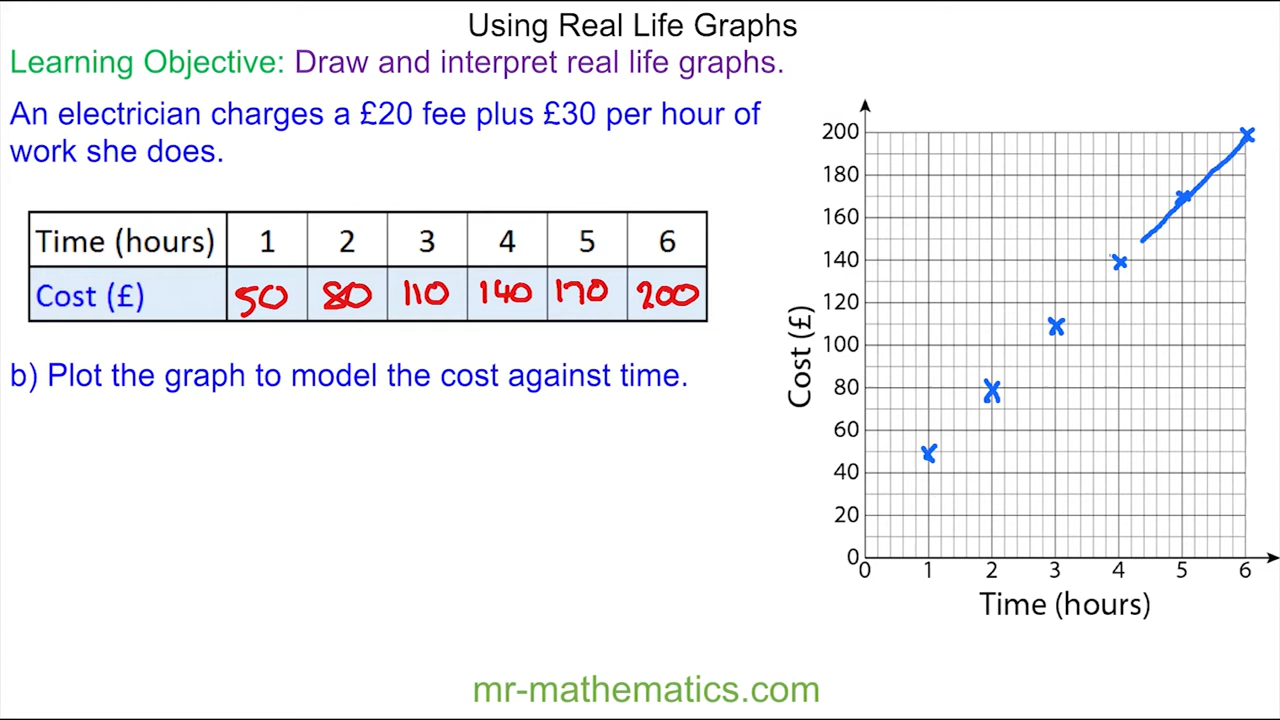 Using Real Life Graphs
Learning Objective: Draw and interpret real life graphs.
An electrician charges a £20 fee plus £30 per hour of
work she does.
Time (hours) 1 2 3 4 5 6
Cost (£) 50 80 110 140 170 200
b) Plot the graph to model the cost against time.
200
180
160
140
120
100
80
60
40
20
0
Cost (£)
0 1 2 3 4 5 6
Time (hours)
mr-mathematics.com